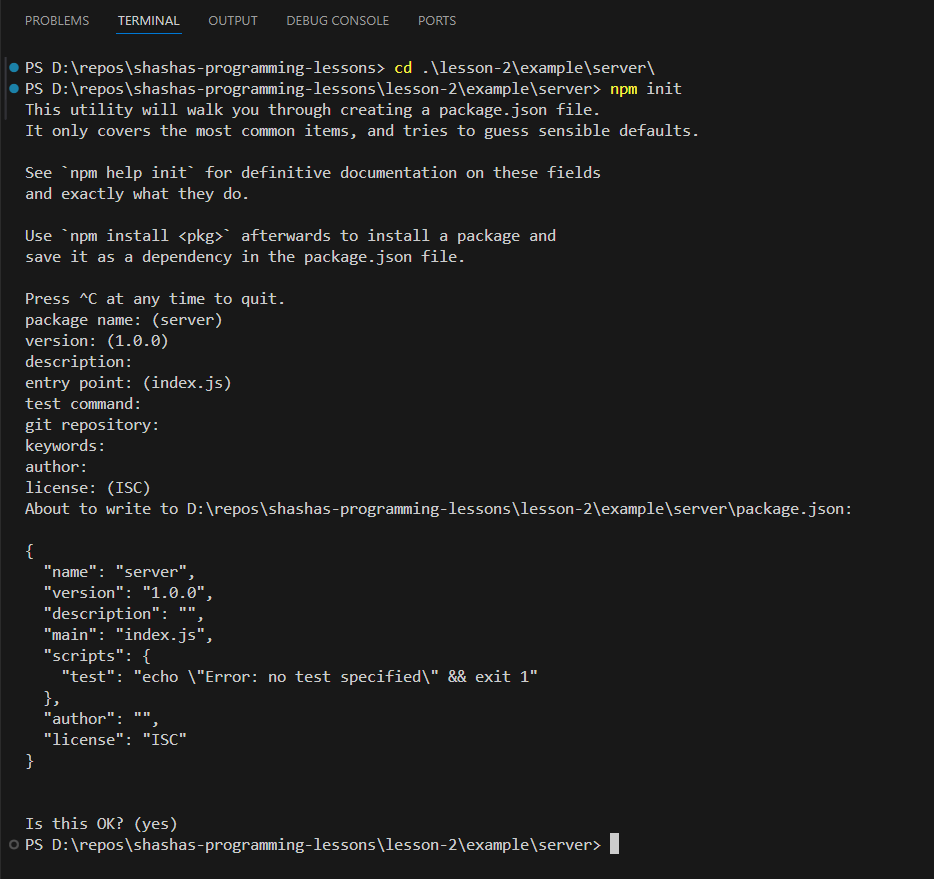 PROBLEMS TERMINAL OUTPUT DEBUG CONSOLE PORTS
PS D:\repos\shashas-programming-lessons> cd .\lesson-2\example\server\
PS D:\repos\shashas-programming-lessons\lesson-2\example\server> npm init
This utility will walk you through creating a package.json file.
It only covers the most common items, and tries to guess sensible defaults.

See `npm help init` for definitive documentation on these fields
and exactly what they do.

Use `npm install <pkg>` afterwards to install a package and
save it as a dependency in the package.json file.

Press ^C at any time to quit.
package name: (server)
version: (1.0.0)
description:
entry point: (index.js)
test command:
git repository:
keywords:
author:
license: (ISC)
About to write to D:\repos\shashas-programming-lessons\lesson-2\example\server\package.json:

{
  "name": "server",
  "version": "1.0.0",
  "description": "",
  "main": "index.js",
  "scripts": {
    "test": "echo \"Error: no test specified\" && exit 1"
  },
  "author": "",
  "license": "ISC"
}

Is this OK? (yes)
PS D:\repos\shashas-programming-lessons\lesson-2\example\server>